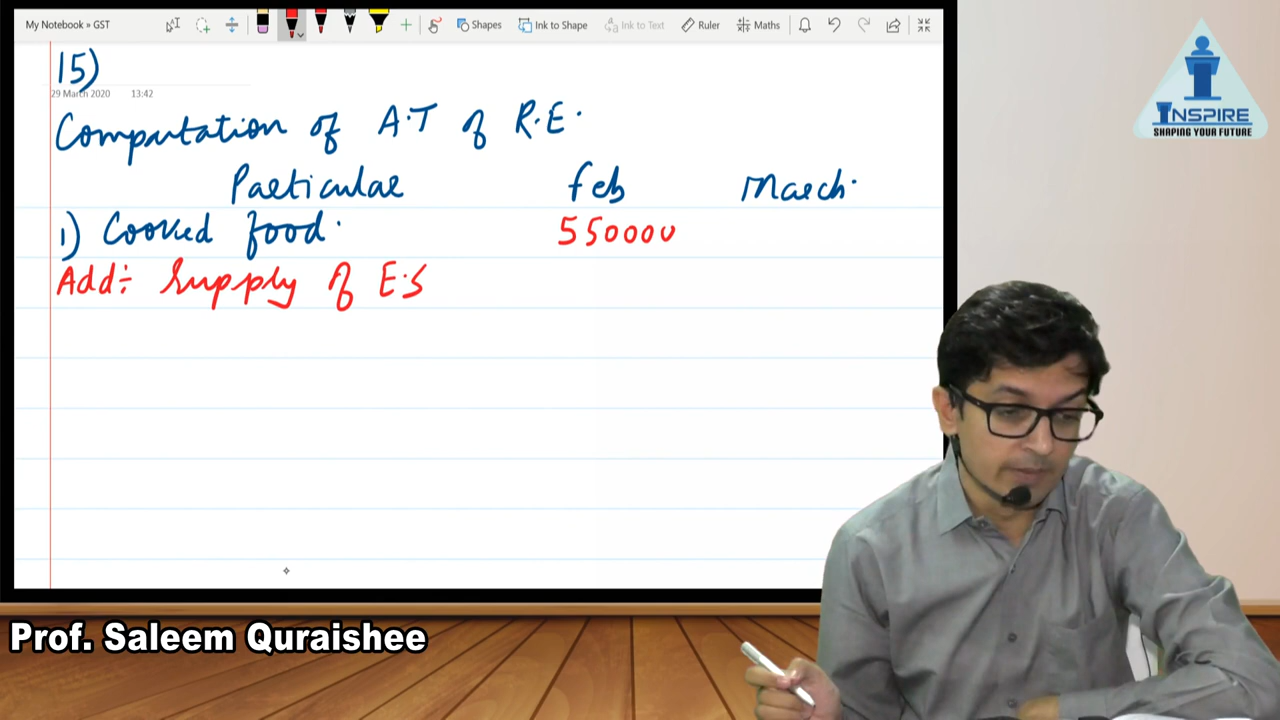 My Notebook » GST
Shapes
Ink to Shape
Ink to Text
Ruler
Maths
15)
29 March 2020 13:42
Computation of A.T of R.E.
Particular Feb March.
1) Cooked food. 550000
Add: Supply of E.S
INSPIRE
SHAPING YOUR FUTURE
Prof. Saleem Quraishee